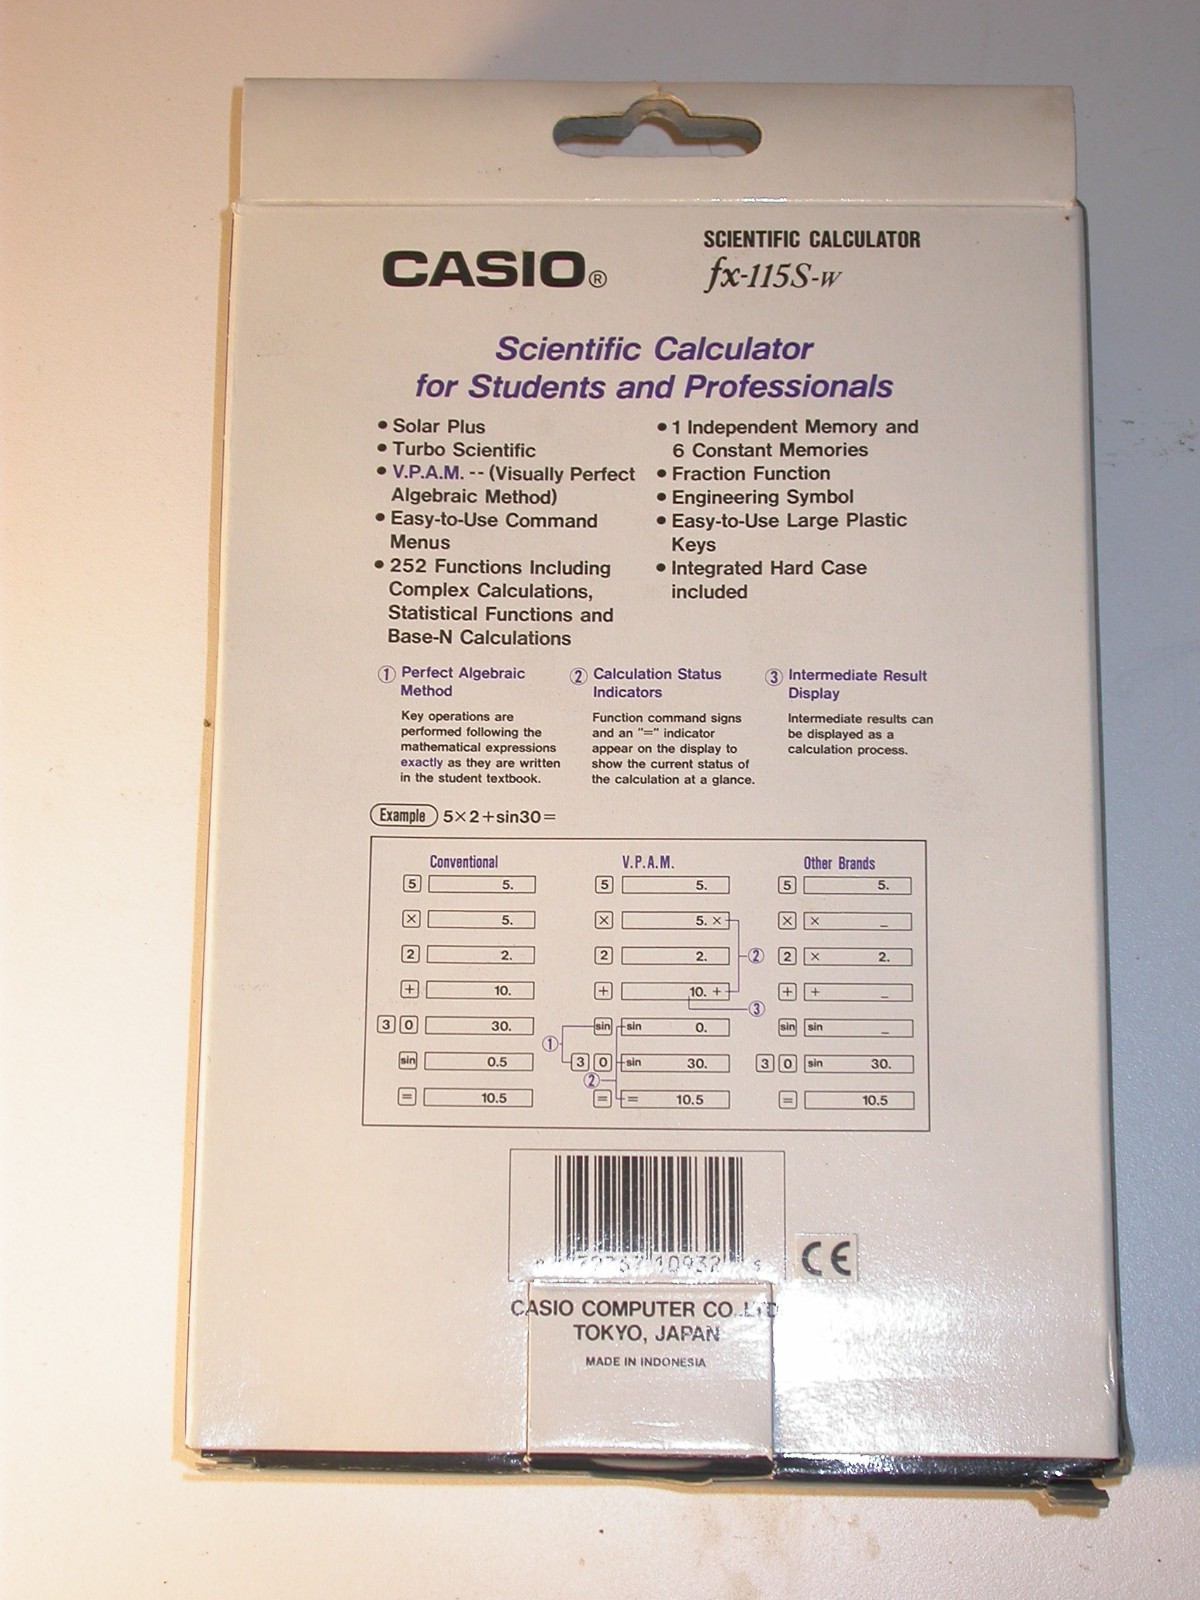 CASIO®
SCIENTIFIC CALCULATOR
fx-115S-W
Scientific Calculator
for Students and Professionals
• Solar Plus
• Turbo Scientific
• V.P.A.M. -- (Visually Perfect
Algebraic Method)
• Easy-to-Use Command
Menus
• 252 Functions Including
Complex Calculations,
Statistical Functions and
Base-N Calculations
• 1 Independent Memory and
6 Constant Memories
• Fraction Function
• Engineering Symbol
• Easy-to-Use Large Plastic
Keys
• Integrated Hard Case
included
① Perfect Algebraic
Method
Key operations are
performed following the
mathematical expressions
exactly as they are written
in the student textbook.
② Calculation Status
Indicators
Function command signs
and an "=" indicator
appear on the display to
show the current status of
the calculation at a glance.
③ Intermediate Result
Display
Intermediate results can
be displayed as a
calculation process.
Example 5×2+sin30=
Conventional
5 5.
× 5.
2 2.
+ 10.
3 0 30.
sin 0.5
= 10.5
V.P.A.M.
5 5.
× 5. ×
2 2. ②
+ 10. +
③
sin sin 0.
①
3 0 sin 30.
②
= = 10.5
Other Brands
5 5.
× × _
2 × 2.
+ + _
sin sin _
3 0 sin 30.
= 10.5
10932
CE
CASIO COMPUTER CO.,LTD
TOKYO, JAPAN
MADE IN INDONESIA